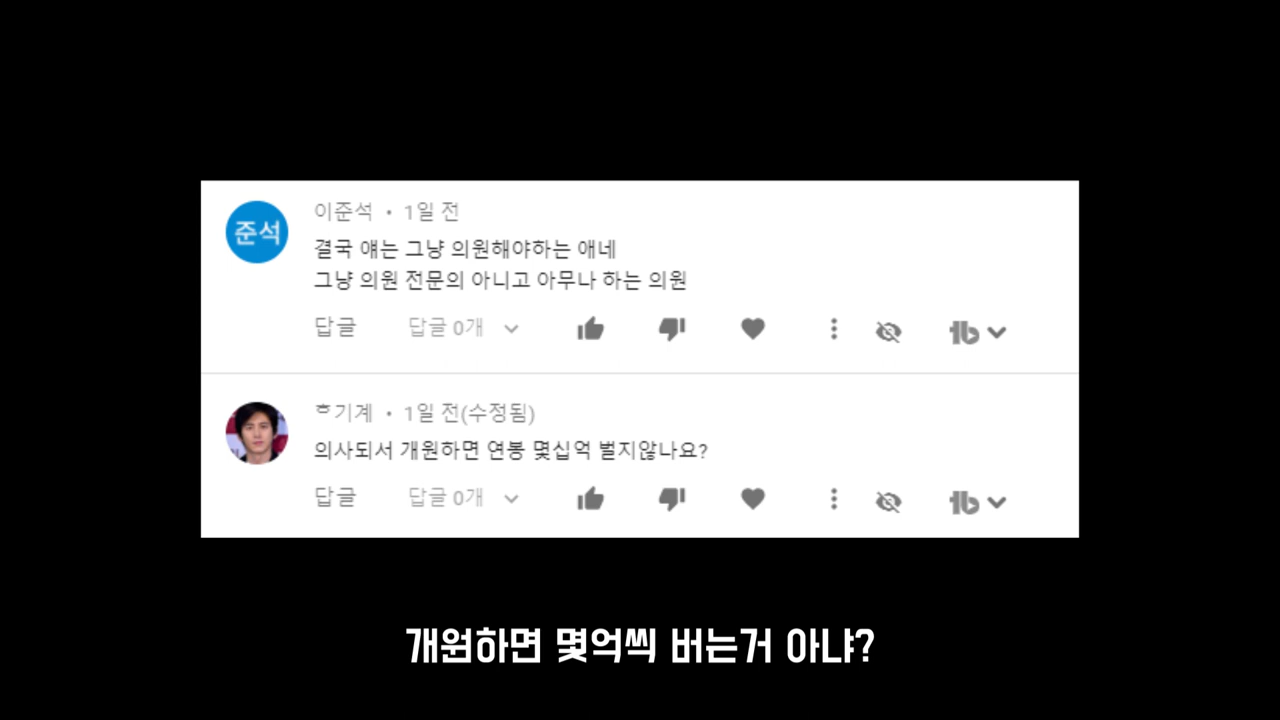 준석
이준석 • 1일 전
결국 얘는 그냥 의원해야하는 애네
그냥 의원 전문의 아니고 아무나 하는 의원
답글 답글 0개
ㅎ기계 • 1일 전(수정됨)
의사되서 개원하면 연봉 몇십억 벌지않나요?
답글 답글 0개
개원하면 몇억씩 버는거 아냐?